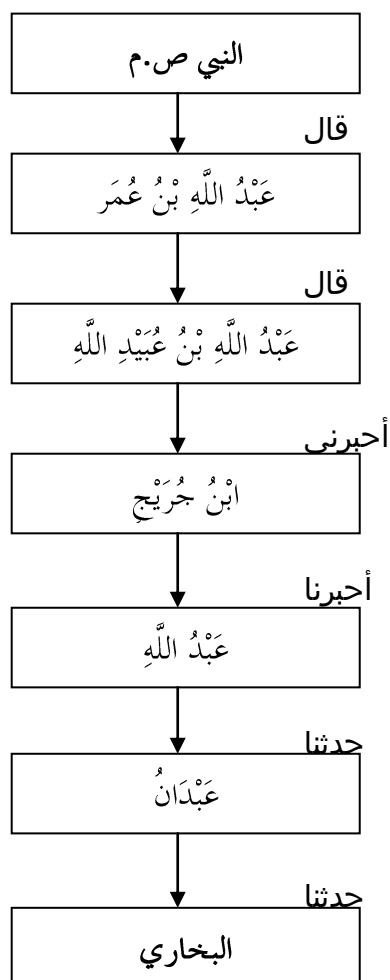 النبي ص.م
قال
عَبْدُ اللَّهِ بْنُ عُمَر
قال
عَبْدُ اللَّهِ بْنُ عُبَيْدِ اللَّهِ
أحبرني
ابْنُ جُرَيْجٍ
أحبرنا
عَبْدُ اللَّهِ
حدثنا
عَبْدَانُ
حدثنا
البخاري